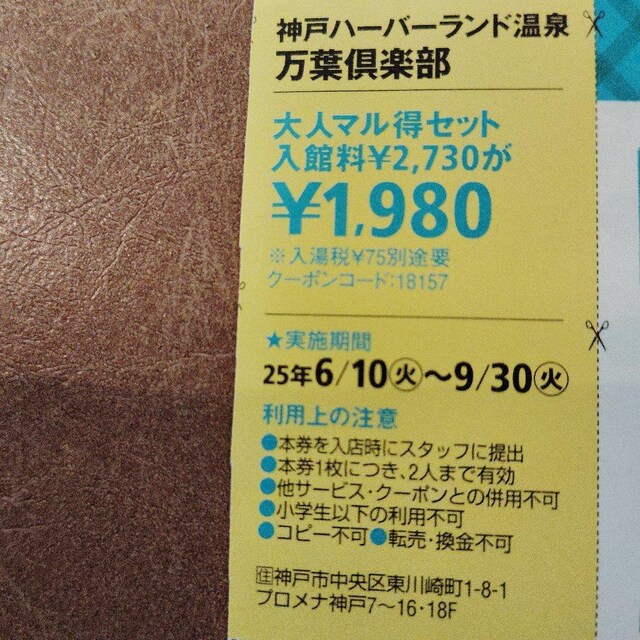 神戸ハーバーランド温泉
万葉倶楽部
大人マル得セット
入館料¥2,730が
¥1,980
※入湯税¥75別途要
クーポンコード:18157
★実施期間
25年6/10㊋〜9/30㊋
利用上の注意
●本券を入店時にスタッフに提出
●本券1枚につき、2人まで有効
●他サービス・クーポンとの併用不可
●小学生以下の利用不可
●コピー不可●転売・換金不可
住神戸市中央区東川崎町1-8-1
プロメナ神戸7〜16・18F